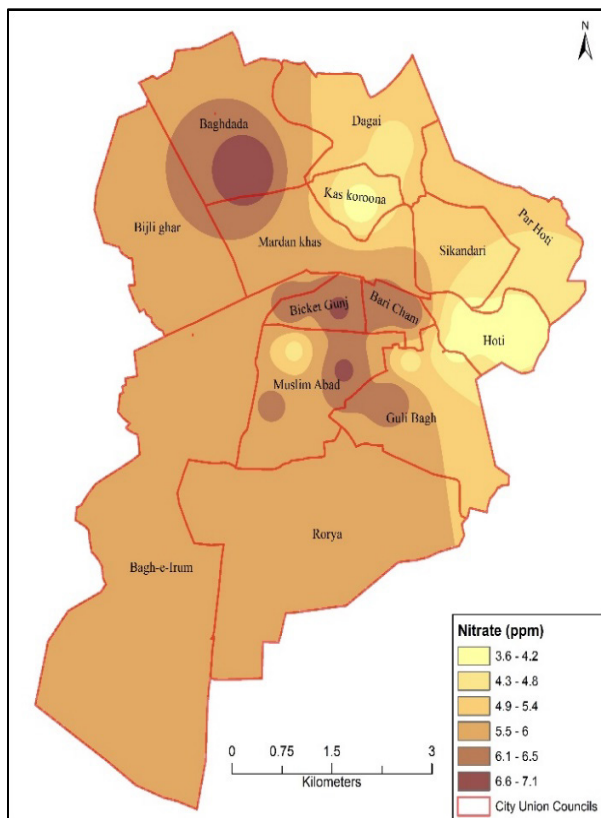 N
Dagai
Baghdada
Kas koroona
Par Hoti
Bijli ghar
Mardan khas
Sikandari
Bicket Gunj
Bari Cham
Hoti
Muslim Abad
Guli Bagh
Rorya
Bagh-e-Irum
Nitrate (ppm)
3.6 - 4.2
4.3 - 4.8
4.9 - 5.4
5.5 - 6
6.1 - 6.5
6.6 - 7.1
City Union Councils
0 0.75 1.5 3
Kilometers